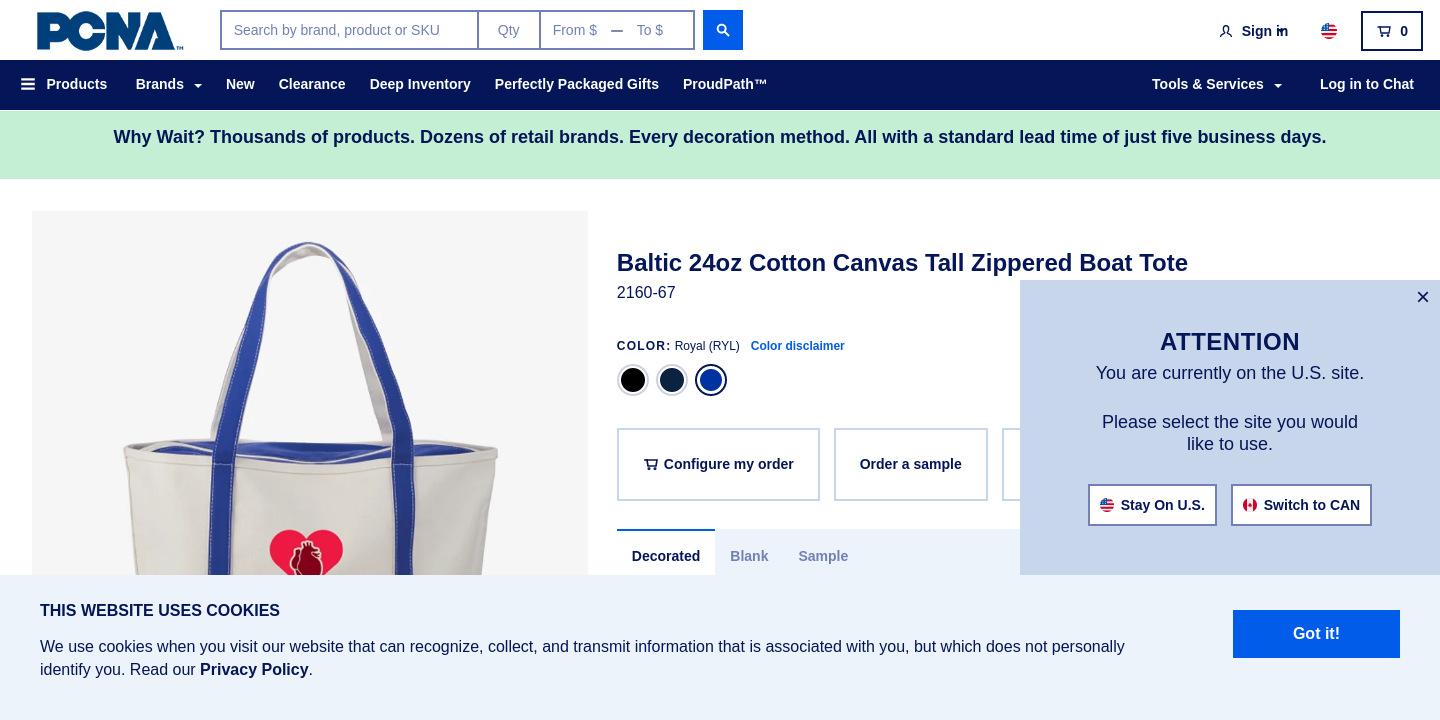 PCNA™
Search by brand, product or SKU
Qty
From $
To $
Sign in
0
Products
Brands
New
Clearance
Deep Inventory
Perfectly Packaged Gifts
ProudPath™
Tools & Services
Log in to Chat
Why Wait? Thousands of products. Dozens of retail brands. Every decoration method. All with a standard lead time of just five business days.
Baltic 24oz Cotton Canvas Tall Zippered Boat Tote
2160-67
COLOR: Royal (RYL) Color disclaimer
Configure my order
Order a sample
Decorated
Blank
Sample
×
ATTENTION
You are currently on the U.S. site.
Please select the site you would
like to use.
Stay On U.S.
Switch to CAN
THIS WEBSITE USES COOKIES
We use cookies when you visit our website that can recognize, collect, and transmit information that is associated with you, but which does not personally
identify you. Read our Privacy Policy.
Got it!